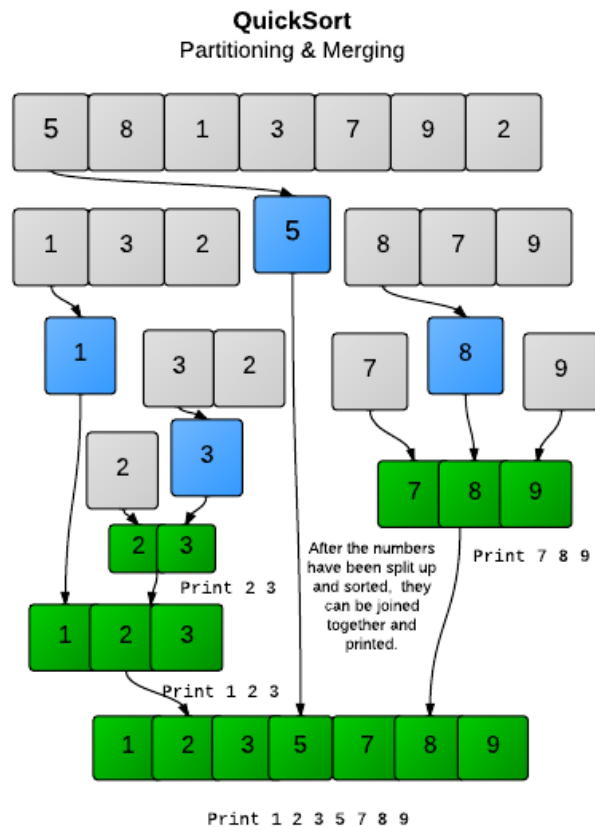 QuickSort
Partitioning & Merging
5 8 1 3 7 9 2
5
1 3 2
8 7 9
1
3 2
7
8
9
2
3
7 8 9
2 3
After the numbers
have been split up
and sorted, they
can be joined
together and
printed.
Print 7 8 9
Print 2 3
1 2 3
Print 1 2 3
1 2 3 5 7 8 9
Print 1 2 3 5 7 8 9